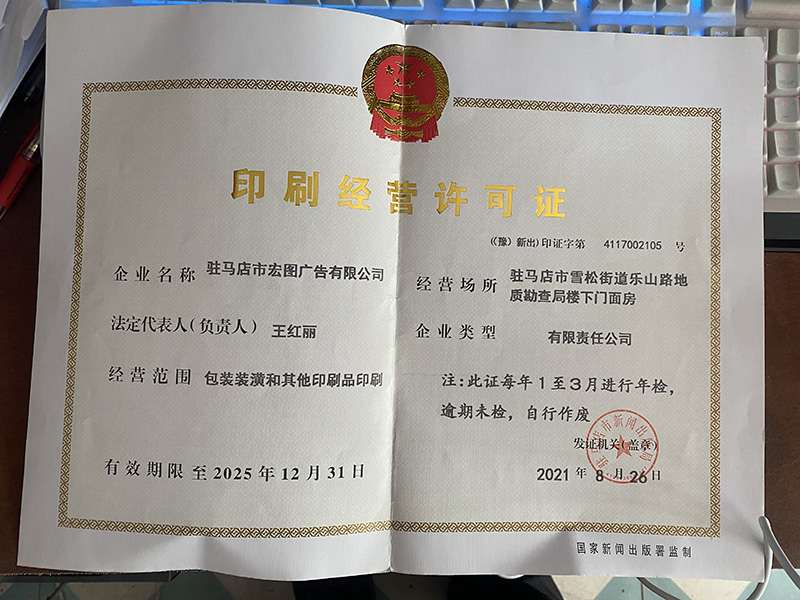 印刷经营许可证
((豫)新出)印证字第 4117002105 号
企业名称 驻马店市宏图广告有限公司
法定代表人(负责人) 王红丽
经营范围 包装装潢和其他印刷品印刷
有效期限至2025年12月31日
经营场所 驻马店市雪松街道乐山路地
质勘查局楼下门面房
企业类型 有限责任公司
注:此证每年1至3月进行年检,
逾期未检,自行作废
发证机关(盖章)
2021年8月26日
国家新闻出版署监制